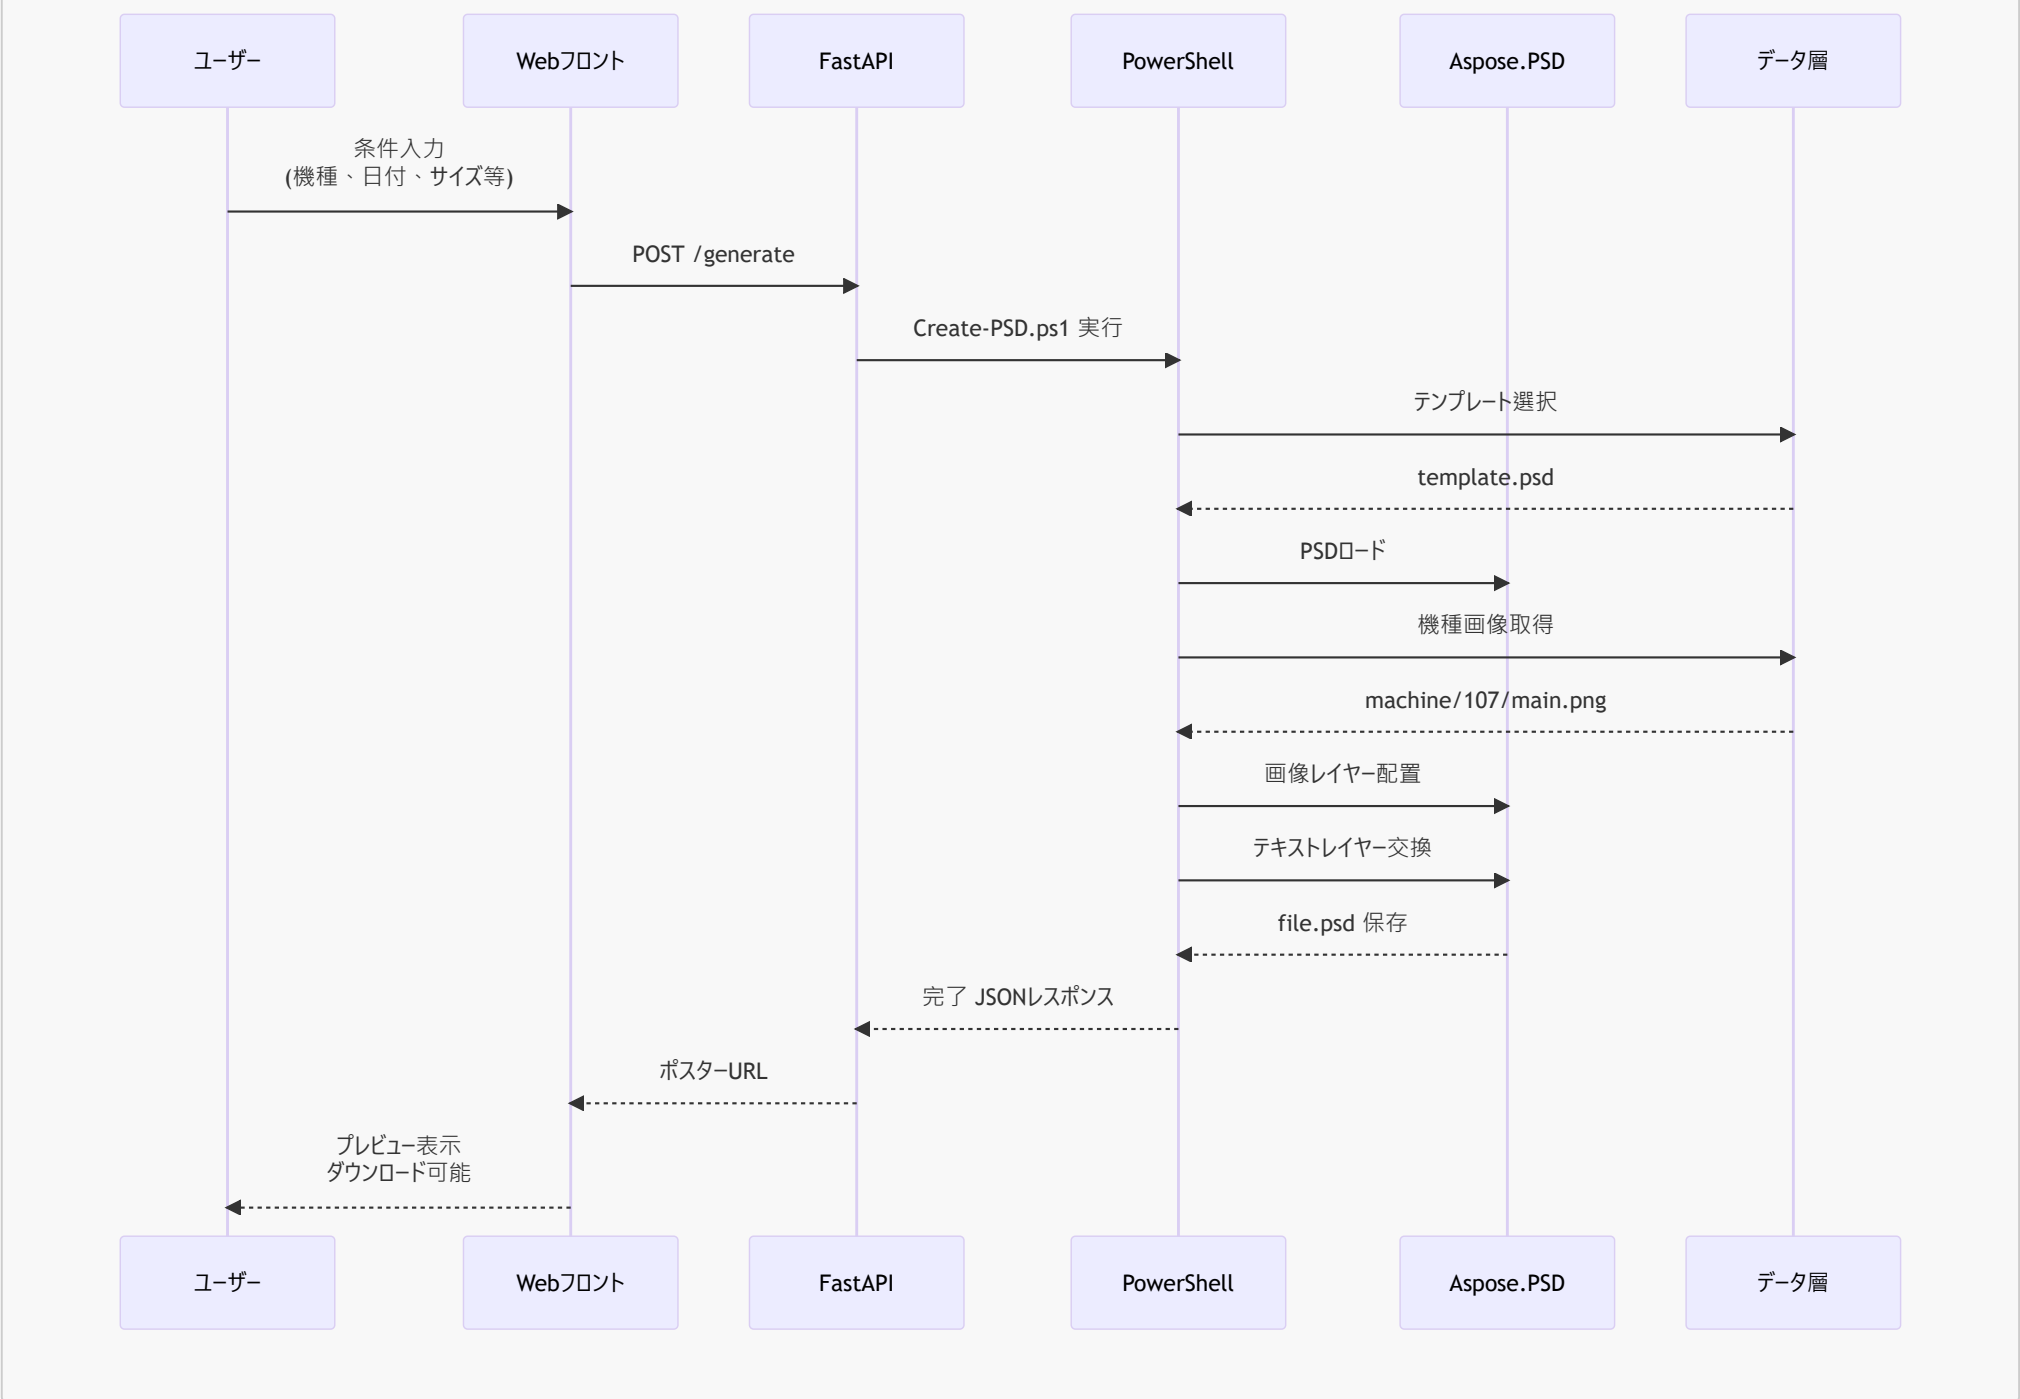 ユーザー
Webフロント
FastAPI
PowerShell
Aspose.PSD
データ層
条件入力
(機種、日付、サイズ等)
POST /generate
Create-PSD.ps1 実行
テンプレート選択
template.psd
PSDロード
機種画像取得
machine/107/main.png
画像レイヤー配置
テキストレイヤー交換
file.psd 保存
完了 JSONレスポンス
ポスターURL
プレビュー表示
ダウンロード可能
ユーザー
Webフロント
FastAPI
PowerShell
Aspose.PSD
データ層